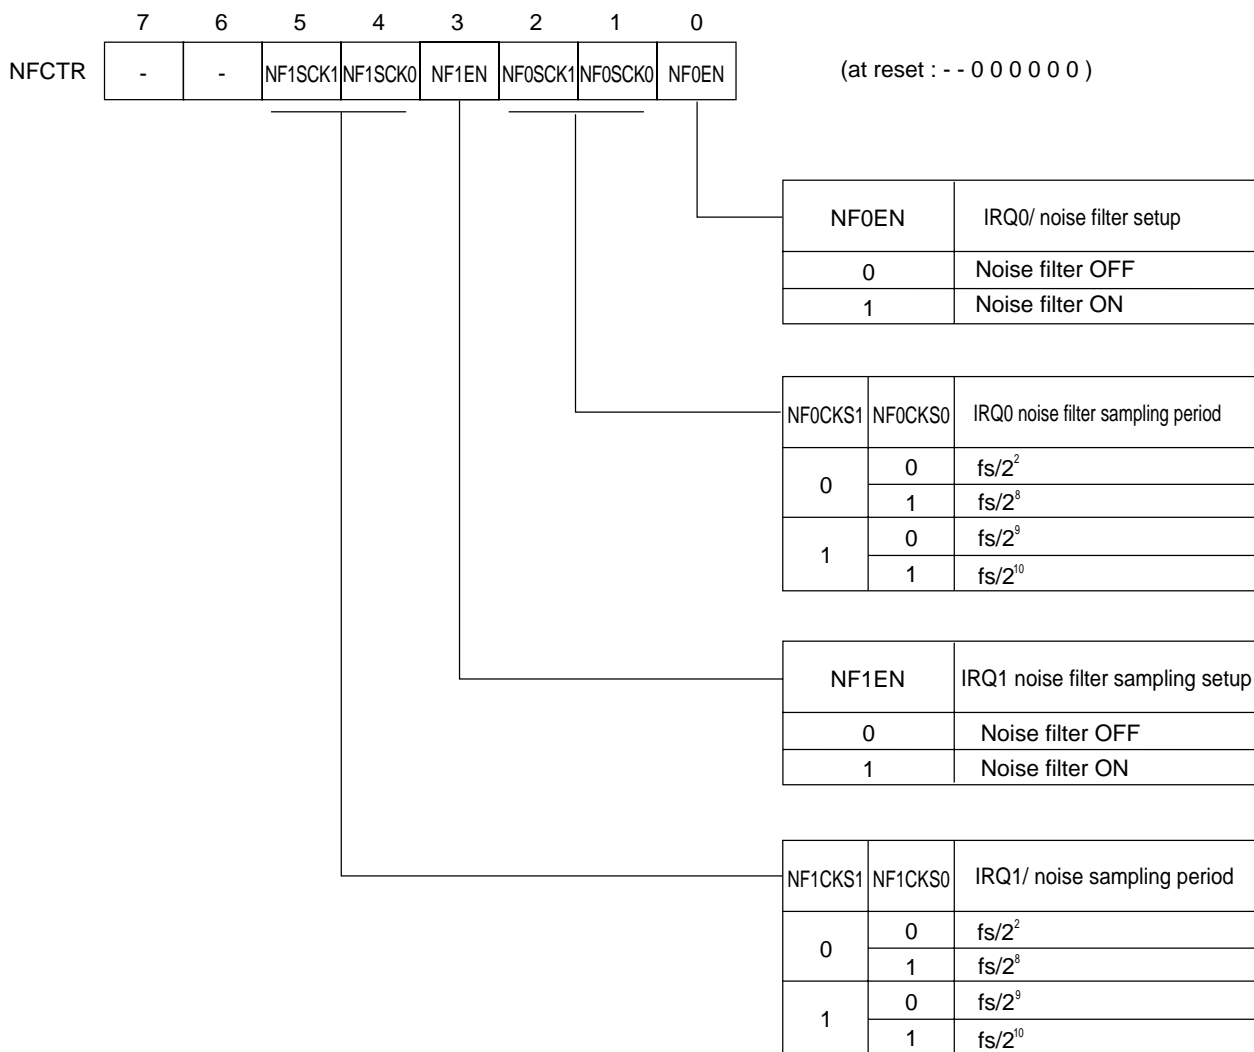 7 6 5 4 3 2 1 0
NFCTR - - NF1SCK1 NF1SCK0 NF1EN NF0SCK1 NF0SCK0 NF0EN (at reset : - - 0 0 0 0 0 0 )
NF0EN IRQ0/ noise filter setup
0 Noise filter OFF
1 Noise filter ON
NF0CKS1 NF0CKS0 IRQ0 noise filter sampling period
0 0 fs/2²
1 fs/2⁸
1 0 fs/2⁹
1 fs/2¹⁰
NF1EN IRQ1 noise filter sampling setup
0 Noise filter OFF
1 Noise filter ON
NF1CKS1 NF1CKS0 IRQ1/ noise sampling period
0 0 fs/2²
1 fs/2⁸
1 0 fs/2⁹
1 fs/2¹⁰